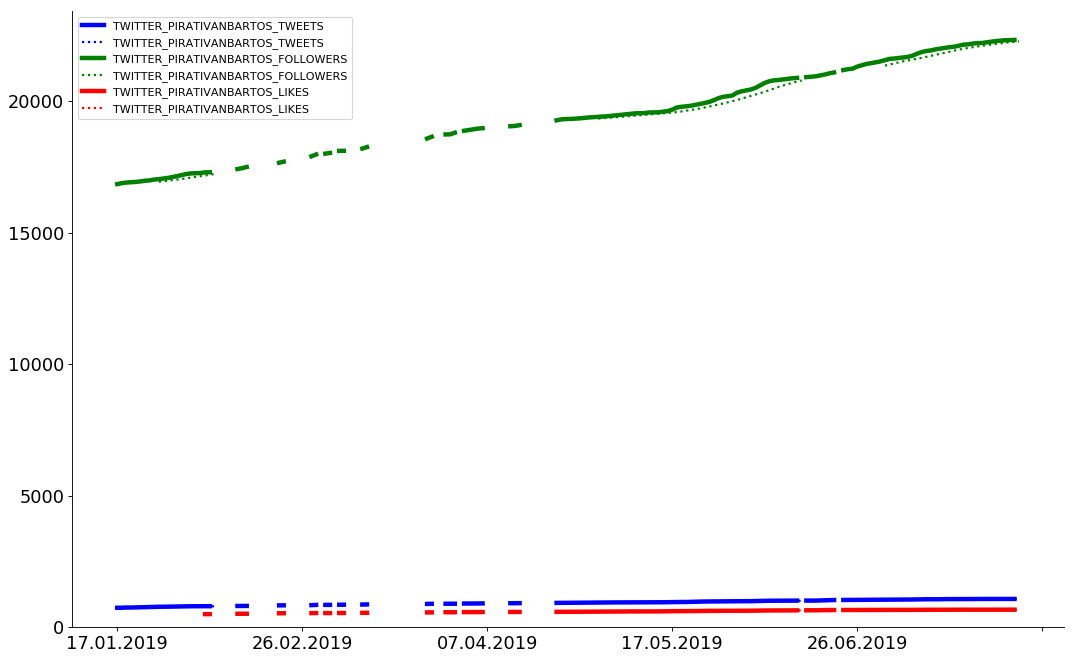 TWITTER_PIRATIVANBARTOS_TWEETS
TWITTER_PIRATIVANBARTOS_TWEETS
TWITTER_PIRATIVANBARTOS_FOLLOWERS
TWITTER_PIRATIVANBARTOS_FOLLOWERS
TWITTER_PIRATIVANBARTOS_LIKES
TWITTER_PIRATIVANBARTOS_LIKES
20000
15000
10000
5000
0
17.01.2019 26.02.2019 07.04.2019 17.05.2019 26.06.2019